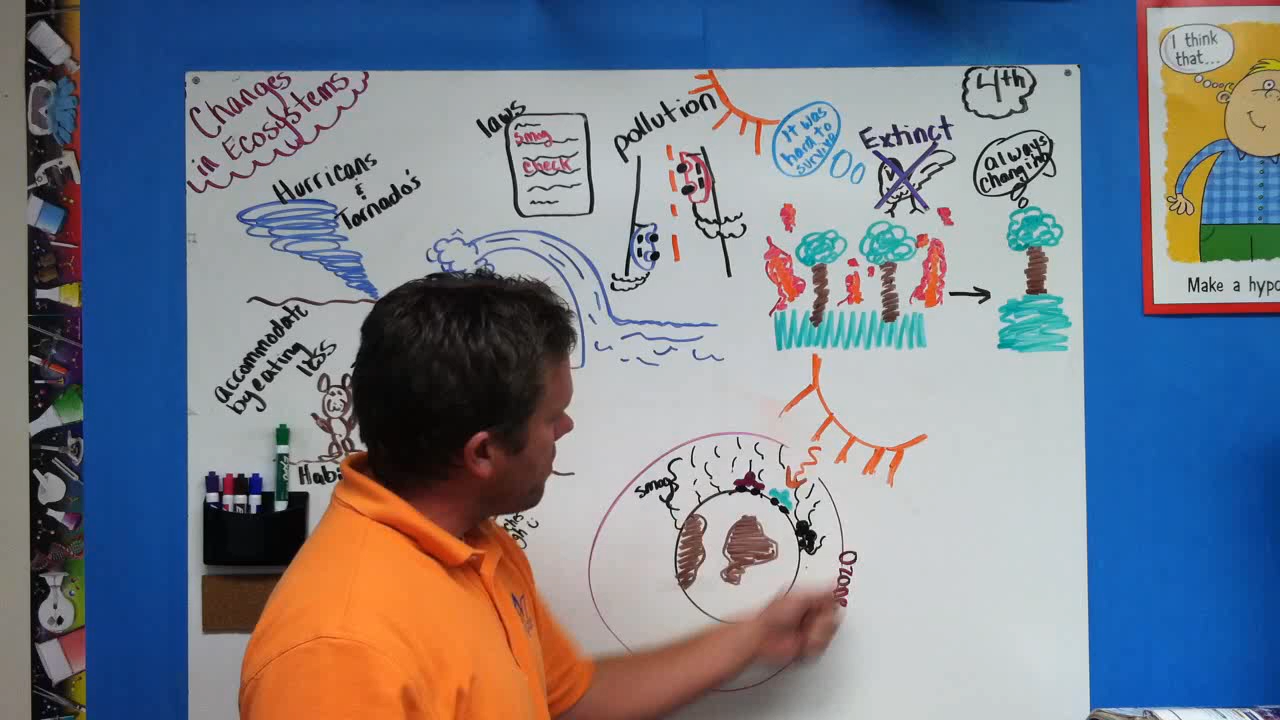 Changes
in Ecosystems
Hurricans
&
Tornado's
laws
smog
check
pollution
It was
hard to
survive
Extinct
4th
always
changing
I think
that...
Make a hypo
accommodate
by eating
less
Habi
smog
Ozone